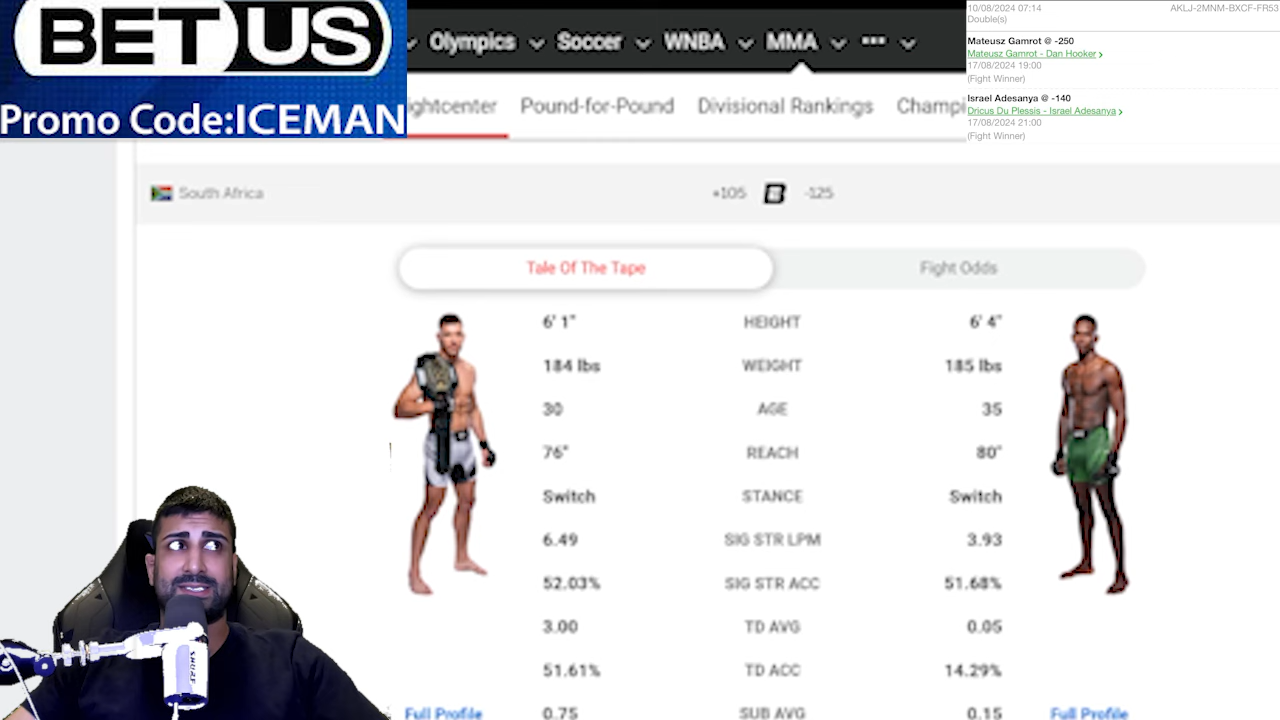 BET US
Promo Code:ICEMAN
Olympics Soccer WNBA MMA ...
ightcenter Pound-for-Pound Divisional Rankings Champi
10/08/2024 07:14 AKLJ-2MNM-BXCF-FR53
Double(s)
Mateusz Gamrot @ -250
Mateusz Gamrot - Dan Hooker
17/08/2024 19:00
(Fight Winner)
Israel Adesanya @ -140
Dricus Du Plessis - Israel Adesanya
17/08/2024 21:00
(Fight Winner)
South Africa +105 B -125
Tale Of The Tape Fight Odds
6' 1" HEIGHT 6' 4"
184 lbs WEIGHT 185 lbs
30 AGE 35
76" REACH 80"
Switch STANCE Switch
6.49 SIG STR LPM 3.93
52.03% SIG STR ACC 51.68%
3.00 TD AVG 0.05
51.61% TD ACC 14.29%
Full Profile 0.75 SUB AVG 0.15 Full Profile
SHURE